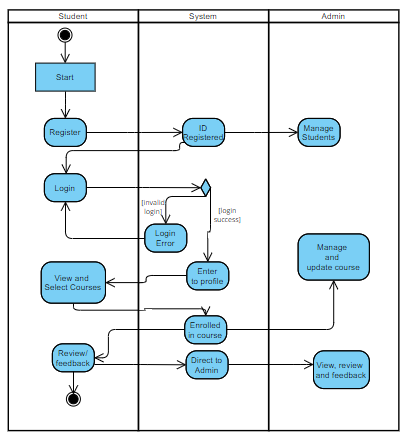 Student
System
Admin
Start
Register
ID
Registered
Manage
Students
Login
[invalid
login]
[login
success]
Login
Error
Manage
and
update course
View and
Select Courses
Enter
to profile
Enrolled
in course
Review/
feedback
Direct to
Admin
View, review
and feedback